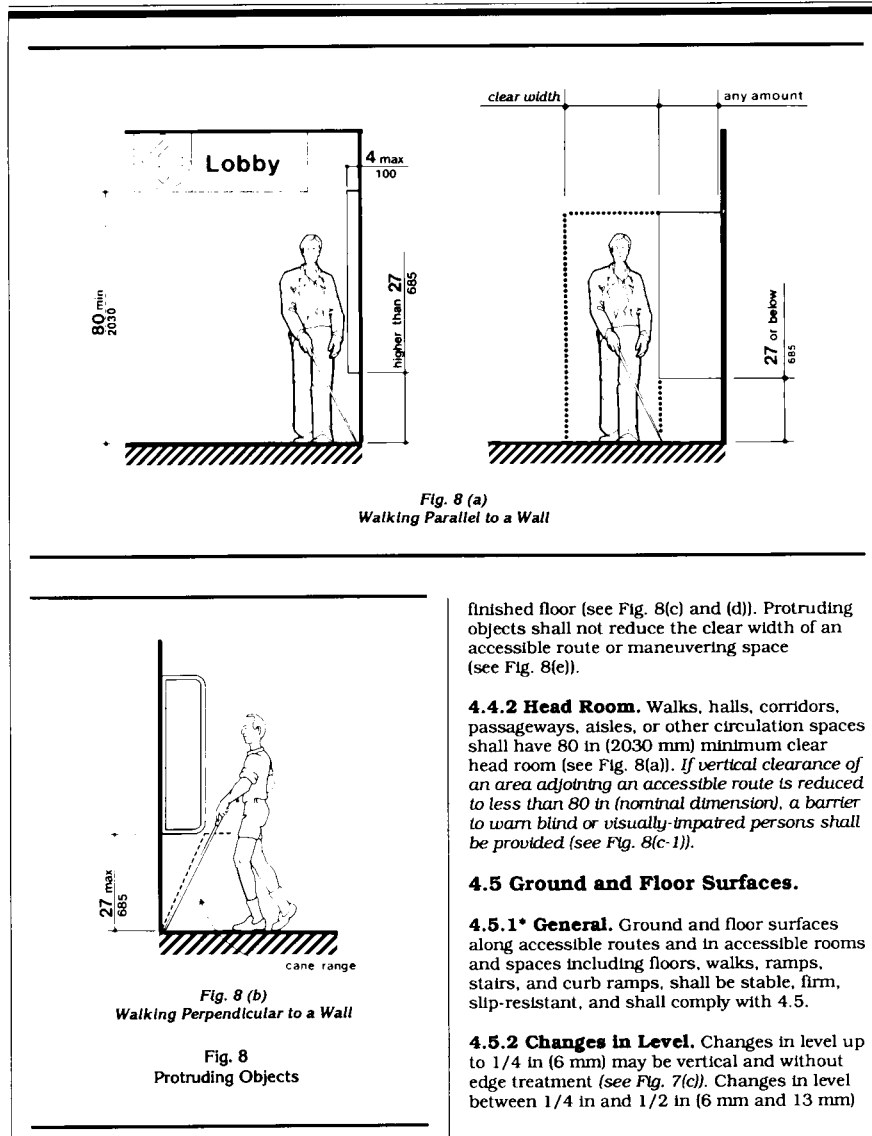 clear width
any amount
Lobby
4 max
100
80 min
2030
higher than 27
685
27 or below
685
Fig. 8 (a)
Walking Parallel to a Wall
27 max
685
cane range
Fig. 8 (b)
Walking Perpendicular to a Wall
Fig. 8
Protruding Objects
finished floor (see Fig. 8(c) and (d)). Protruding
objects shall not reduce the clear width of an
accessible route or maneuvering space
(see Fig. 8(e)).
4.4.2 Head Room. Walks, halls, corridors,
passageways, aisles, or other circulation spaces
shall have 80 in (2030 mm) minimum clear
head room (see Fig. 8(a)). If vertical clearance of
an area adjoining an accessible route is reduced
to less than 80 in (nominal dimension), a barrier
to warn blind or visually-impaired persons shall
be provided (see Fig. 8(c-1)).
4.5 Ground and Floor Surfaces.
4.5.1* General. Ground and floor surfaces
along accessible routes and in accessible rooms
and spaces including floors, walks, ramps,
stairs, and curb ramps, shall be stable, firm,
slip-resistant, and shall comply with 4.5.
4.5.2 Changes in Level. Changes in level up
to 1/4 in (6 mm) may be vertical and without
edge treatment (see Fig. 7(c)). Changes in level
between 1/4 in and 1/2 in (6 mm and 13 mm)